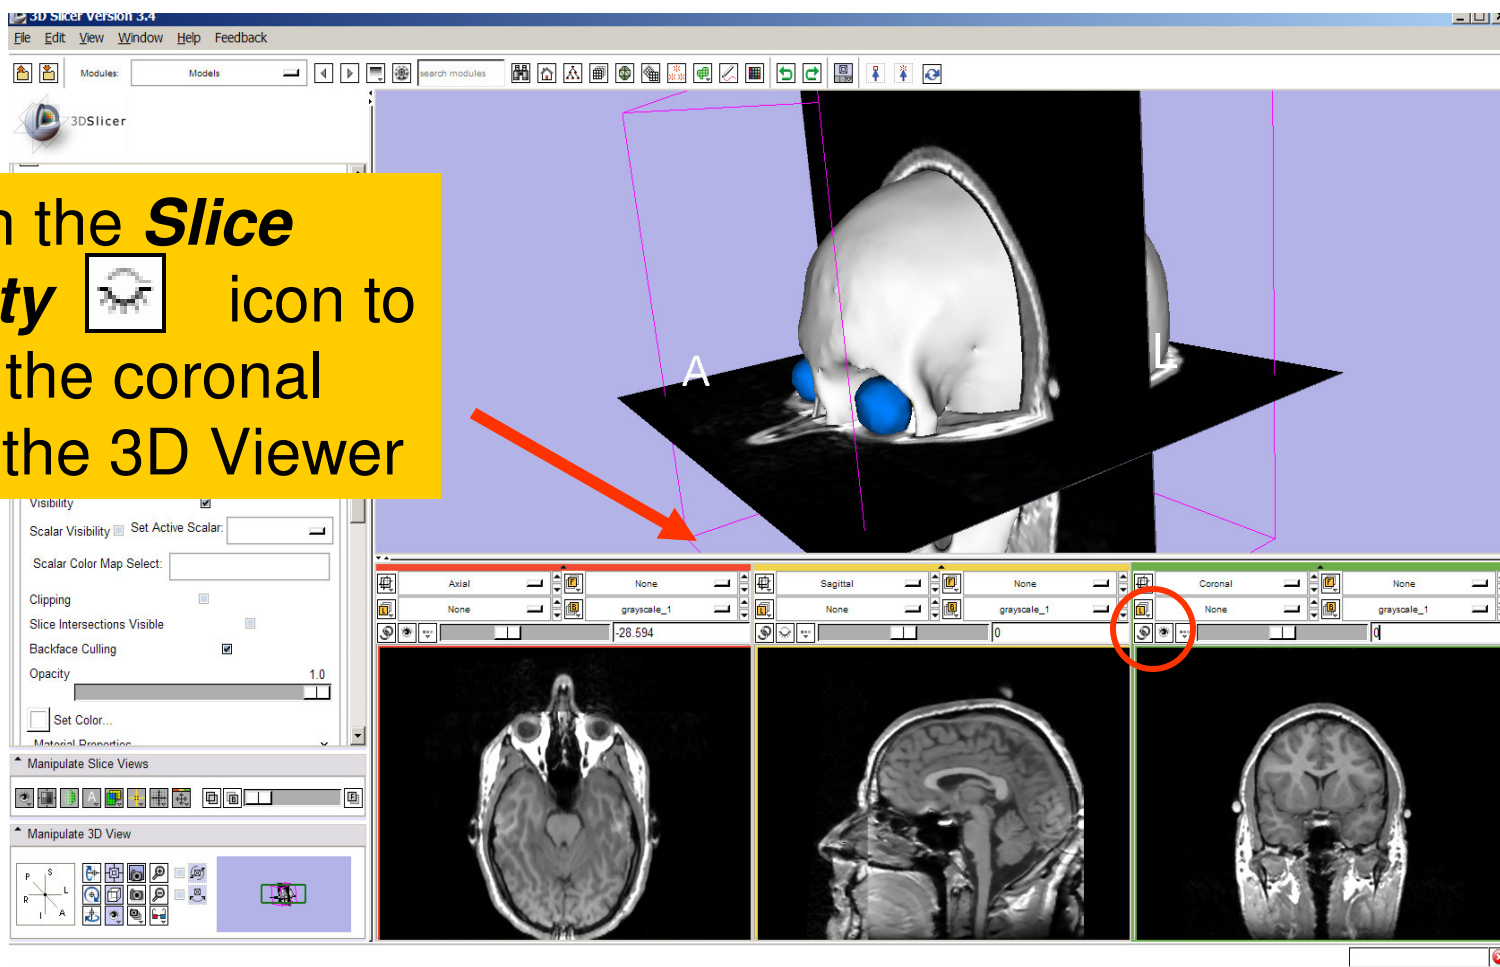 3D Slicer Version 3.4
File Edit View Window Help Feedback
Modules: Models search modules
3DSlicer
n the Slice
ty icon to
the coronal
the 3D Viewer
A
L
Visibility
Scalar Visibility Set Active Scalar:
Scalar Color Map Select:
Clipping
Slice Intersections Visible
Backface Culling
Opacity 1.0
Set Color...
Material Properties
Manipulate Slice Views
Manipulate 3D View
P S L R I A
Axial None
None grayscale_1
-28.594
Sagittal None
None grayscale_1
0
Coronal None
None grayscale_1
0